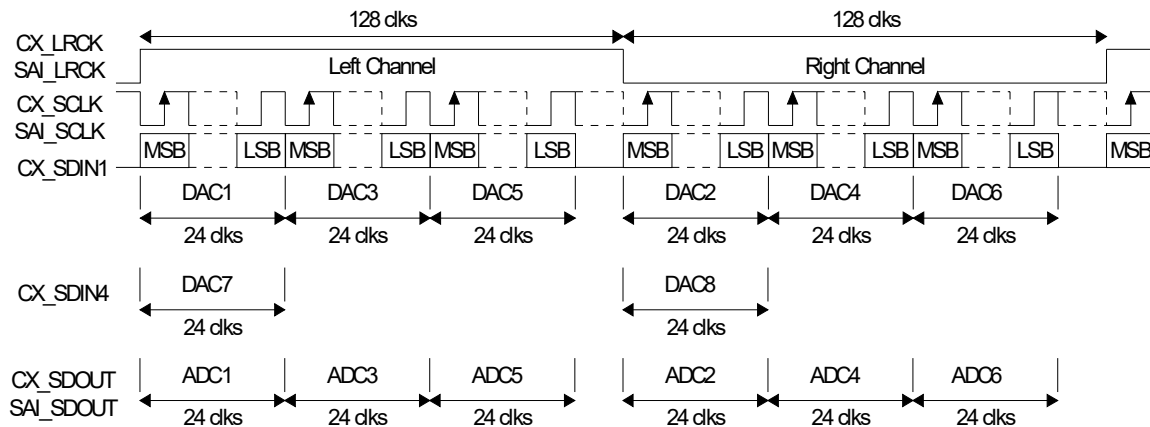 128 clks 128 clks
CX_LRCK
SAI_LRCK
Left Channel Right Channel
CX_SCLK
SAI_SCLK
MSB LSB MSB LSB MSB LSB MSB LSB MSB LSB MSB LSB MSB
CX_SDIN1
DAC1 DAC3 DAC5 DAC2 DAC4 DAC6
24 clks 24 clks 24 clks 24 clks 24 clks 24 clks
CX_SDIN4
DAC7 DAC8
24 clks 24 clks
CX_SDOUT
SAI_SDOUT
ADC1 ADC3 ADC5 ADC2 ADC4 ADC6
24 clks 24 clks 24 clks 24 clks 24 clks 24 clks